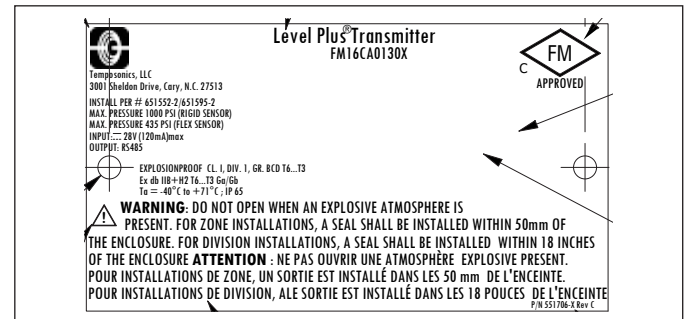 Level Plus® Transmitter
FM16CA0130X
FM
C
APPROVED
Temposonics, LLC
3001 Sheldon Drive, Cary, N.C. 27513
INSTALL PER # 651552-2/651595-2
MAX. PRESSURE 1000 PSI (RIGID SENSOR)
MAX. PRESSURE 435 PSI (FLEX SENSOR)
INPUT: ⎓ 28V (120mA)max
OUTPUT: RS485
EXPLOSIONPROOF CL. I, DIV. 1, GR. BCD T6...T3
Ex db IIB+H2 T6...T3 Ga/Gb
Ta = -40°C to +71°C ; IP 65
WARNING: DO NOT OPEN WHEN AN EXPLOSIVE ATMOSPHERE IS
PRESENT. FOR ZONE INSTALLATIONS, A SEAL SHALL BE INSTALLED WITHIN 50mm OF
THE ENCLOSURE. FOR DIVISION INSTALLATIONS, A SEAL SHALL BE INSTALLED WITHIN 18 INCHES
OF THE ENCLOSURE ATTENTION : NE PAS OUVRIR UNE ATMOSPHÈRE EXPLOSIVE PRESENT.
POUR INSTALLATIONS DE ZONE, UN SORTIE EST INSTALLÉ DANS LES 50 mm DE L'ENCEINTE.
POUR INSTALLATIONS DE DIVISION, ALE SORTIE EST INSTALLÉ DANS LES 18 POUCES DE L'ENCEINTE
P/N 551706-X Rev C